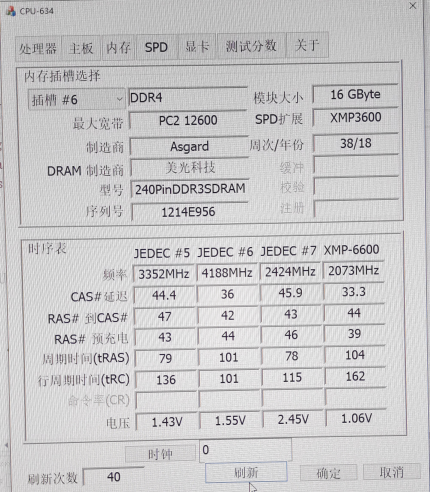 CPU-634
处理器 主板 内存 SPD 显卡 测试分数 关于
内存插槽选择
插槽 #6 DDR4 模块大小 16 GByte
最大宽带 PC2 12600 SPD扩展 XMP3600
制造商 Asgard 周次/年份 38/18
DRAM 制造商 美光科技 缓冲
型号 240PinDDR3SDRAM 校验
序列号 1214E956 注册
时序表
JEDEC #5 JEDEC #6 JEDEC #7 XMP-6600
频率 3352MHz 4188MHz 2424MHz 2073MHz
CAS#延迟 44.4 36 45.9 33.3
RAS# 到CAS# 47 42 43 44
RAS# 预充电 43 44 46 39
周期时间(tRAS) 79 101 78 104
行周期时间(tRC) 136 101 115 162
命令率(CR)
电压 1.43V 1.55V 2.45V 1.06V
时钟 0
刷新次数 40 刷新 确定 取消